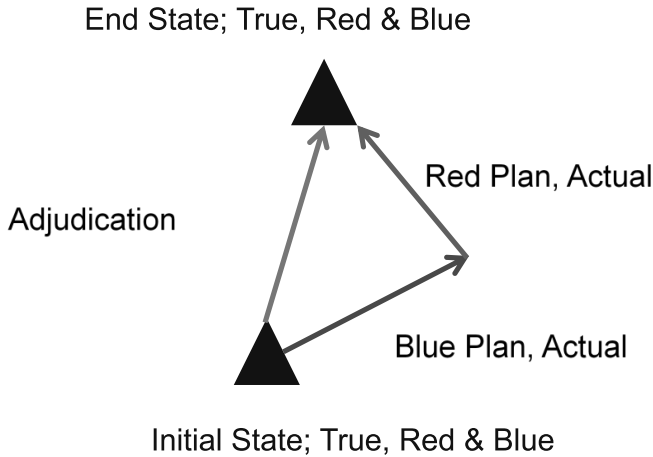 End State; True, Red & Blue
Red Plan, Actual
Adjudication
Blue Plan, Actual
Initial State; True, Red & Blue